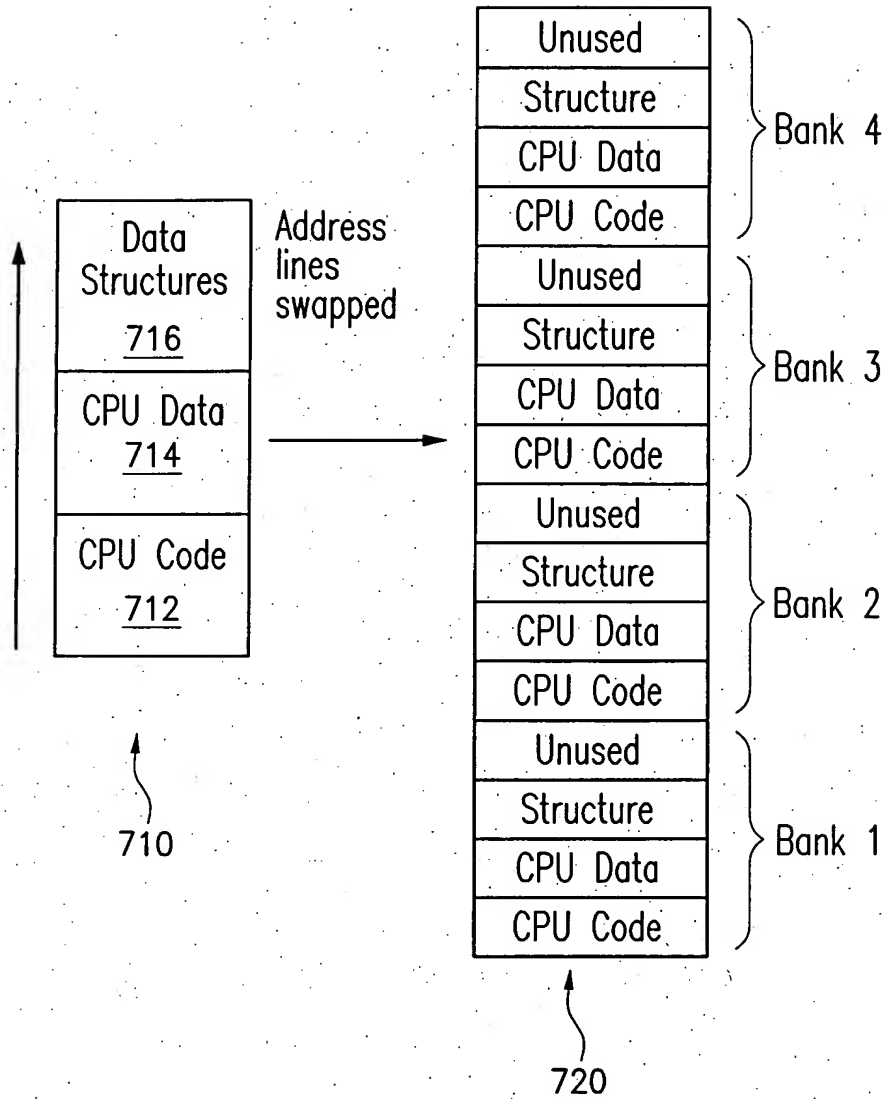 Data
Structures
716
CPU Data
714
CPU Code
712
710
Address
lines
swapped
Unused
Structure
CPU Data
CPU Code
Bank 4
Unused
Structure
CPU Data
CPU Code
Bank 3
Unused
Structure
CPU Data
CPU Code
Bank 2
Unused
Structure
CPU Data
CPU Code
Bank 1
720